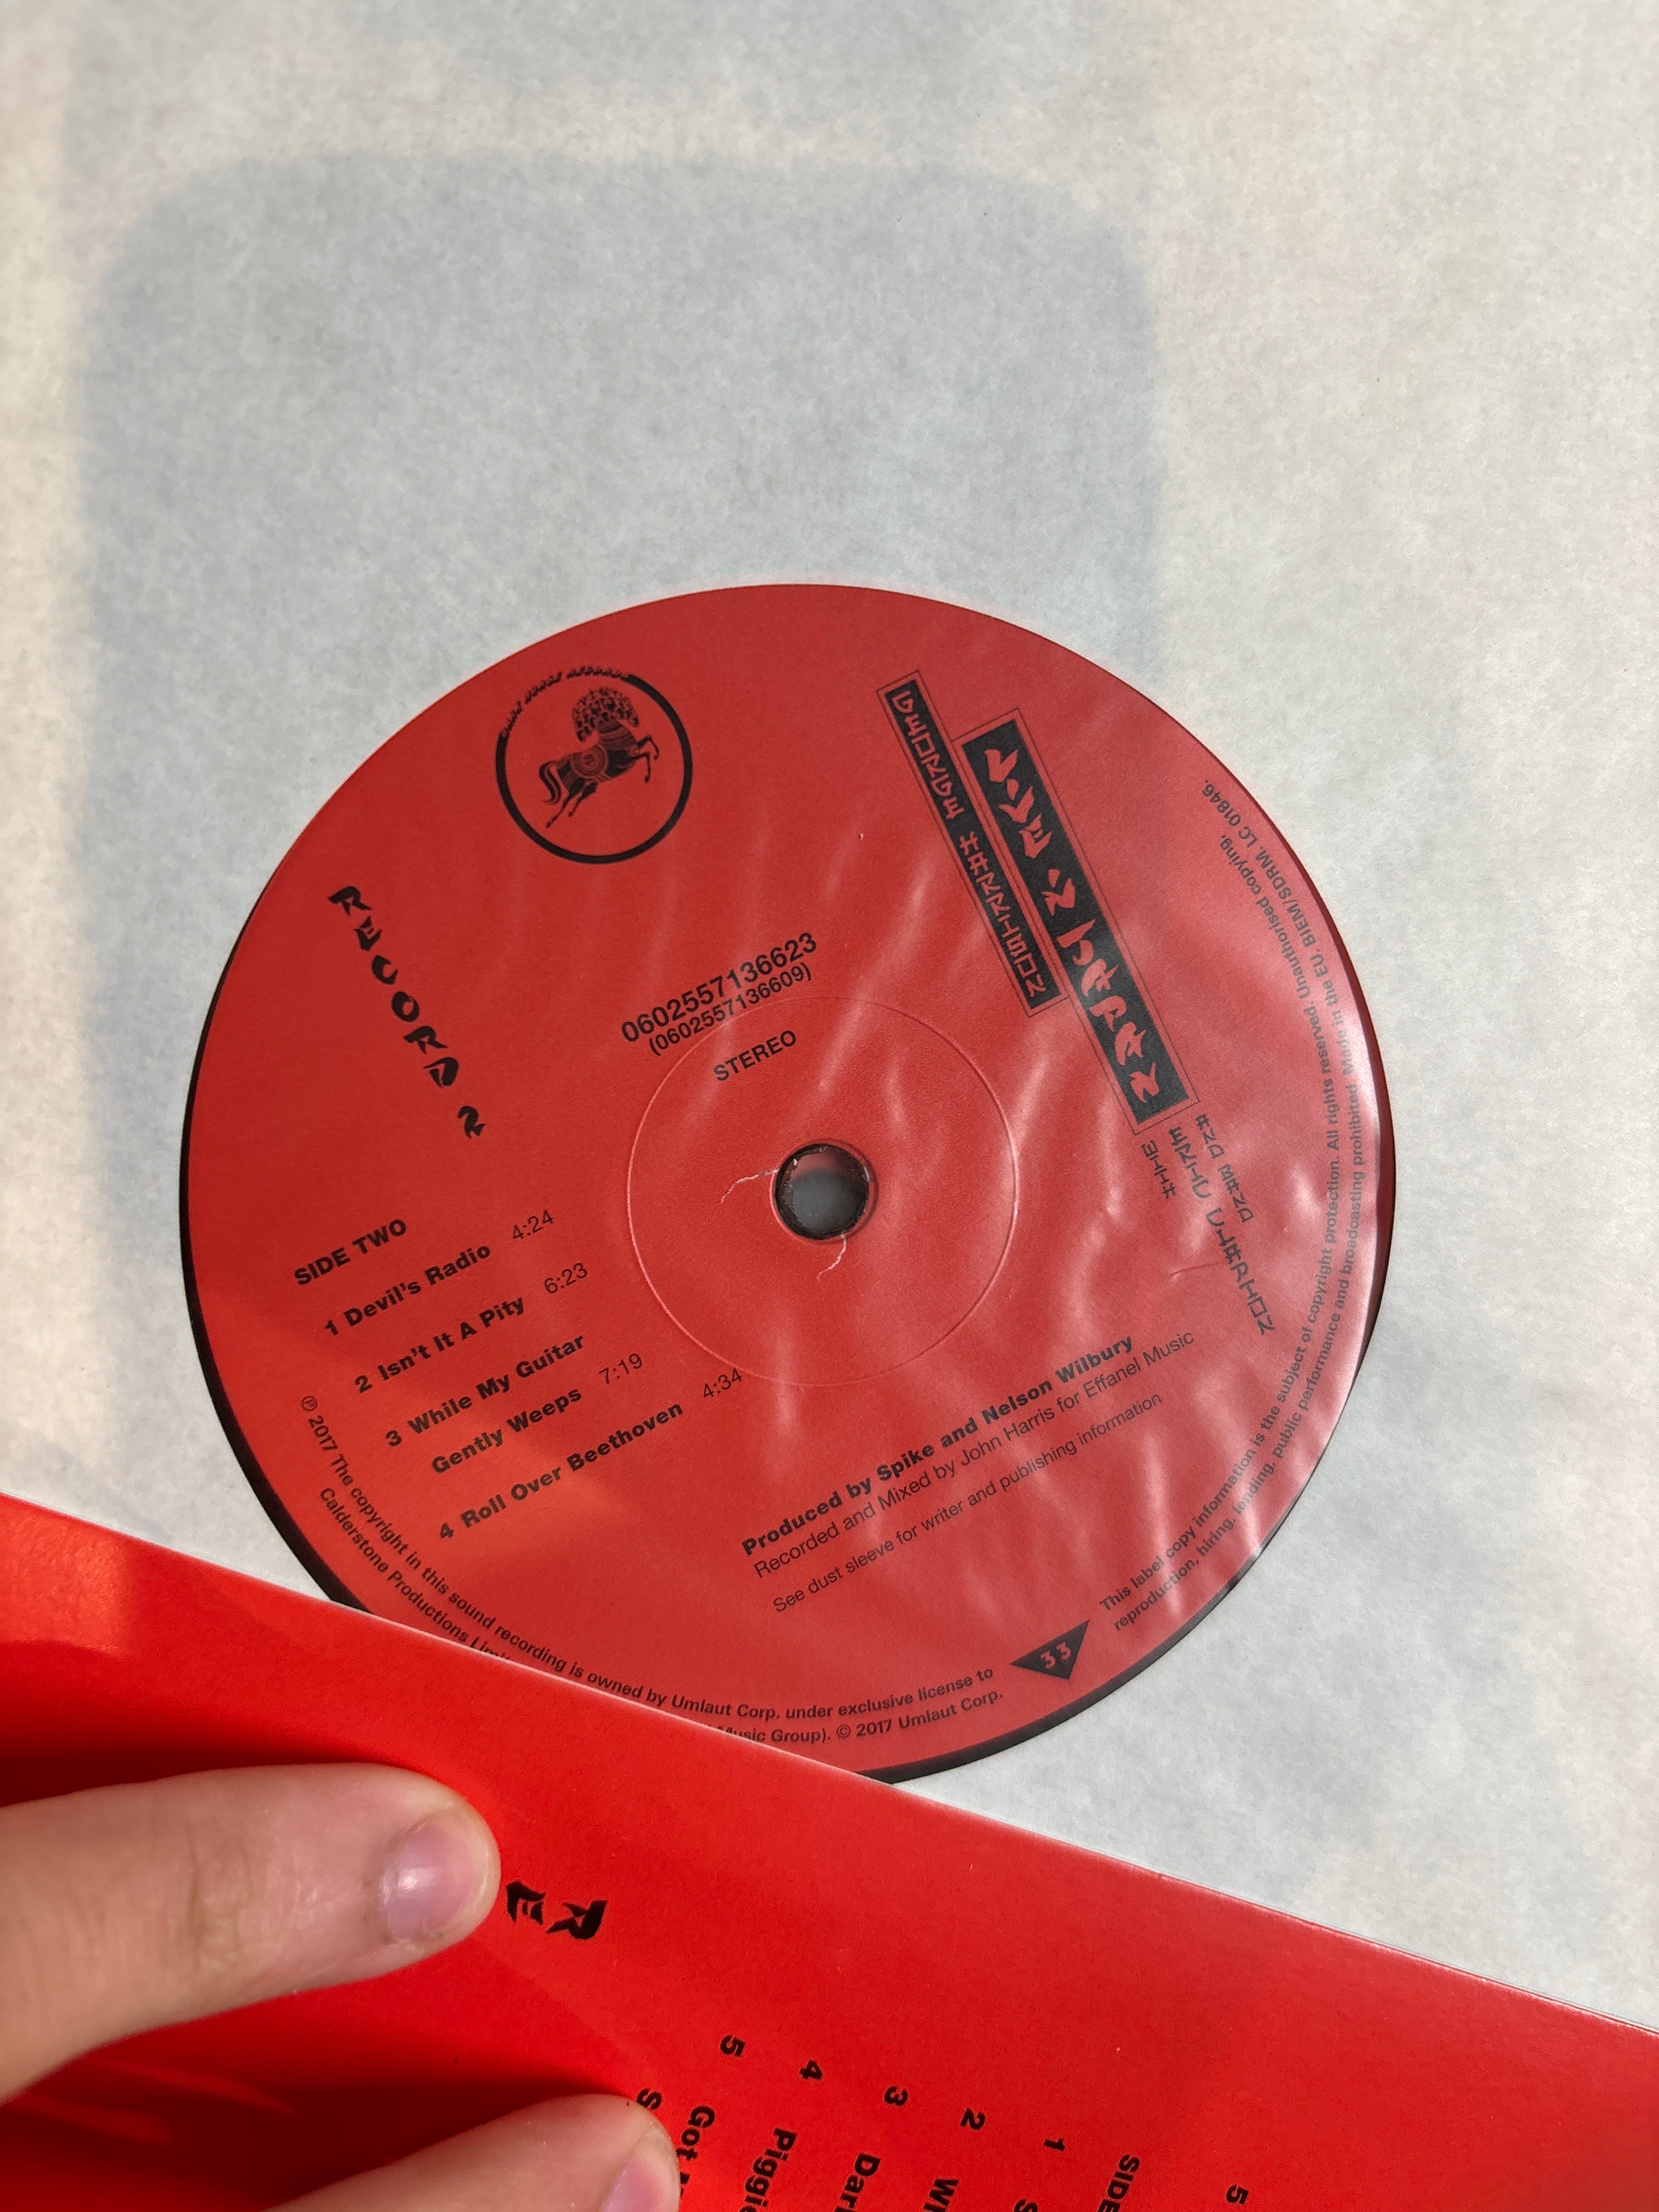 DARK HORSE RECORDS
GEORGE HARRISON
LIVE IN JAPAN
WITH
ERIC CLAPTON
AND BAND
RECORD 2
0602557136623
(0602557136609)
STEREO
SIDE TWO
1 Devil's Radio 4:24
2 Isn't It A Pity 6:23
3 While My Guitar
Gently Weeps 7:19
4 Roll Over Beethoven 4:34
Produced by Spike and Nelson Wilbury
Recorded and Mixed by John Harris for Effanel Music
See dust sleeve for writer and publishing information
℗ 2017 The copyright in this sound recording is owned by Umlaut Corp. under exclusive license to
Calderstone Productions
Music Group). © 2017 Umlaut Corp.
33
This label copy information is the subject of copyright protection. All rights reserved. Unauthorised copying,
reproduction, hiring, lending, public performance and broadcasting prohibited. Made in the EU. BIEM/SDRM. LC 01846.
5
1
2
3
4
5